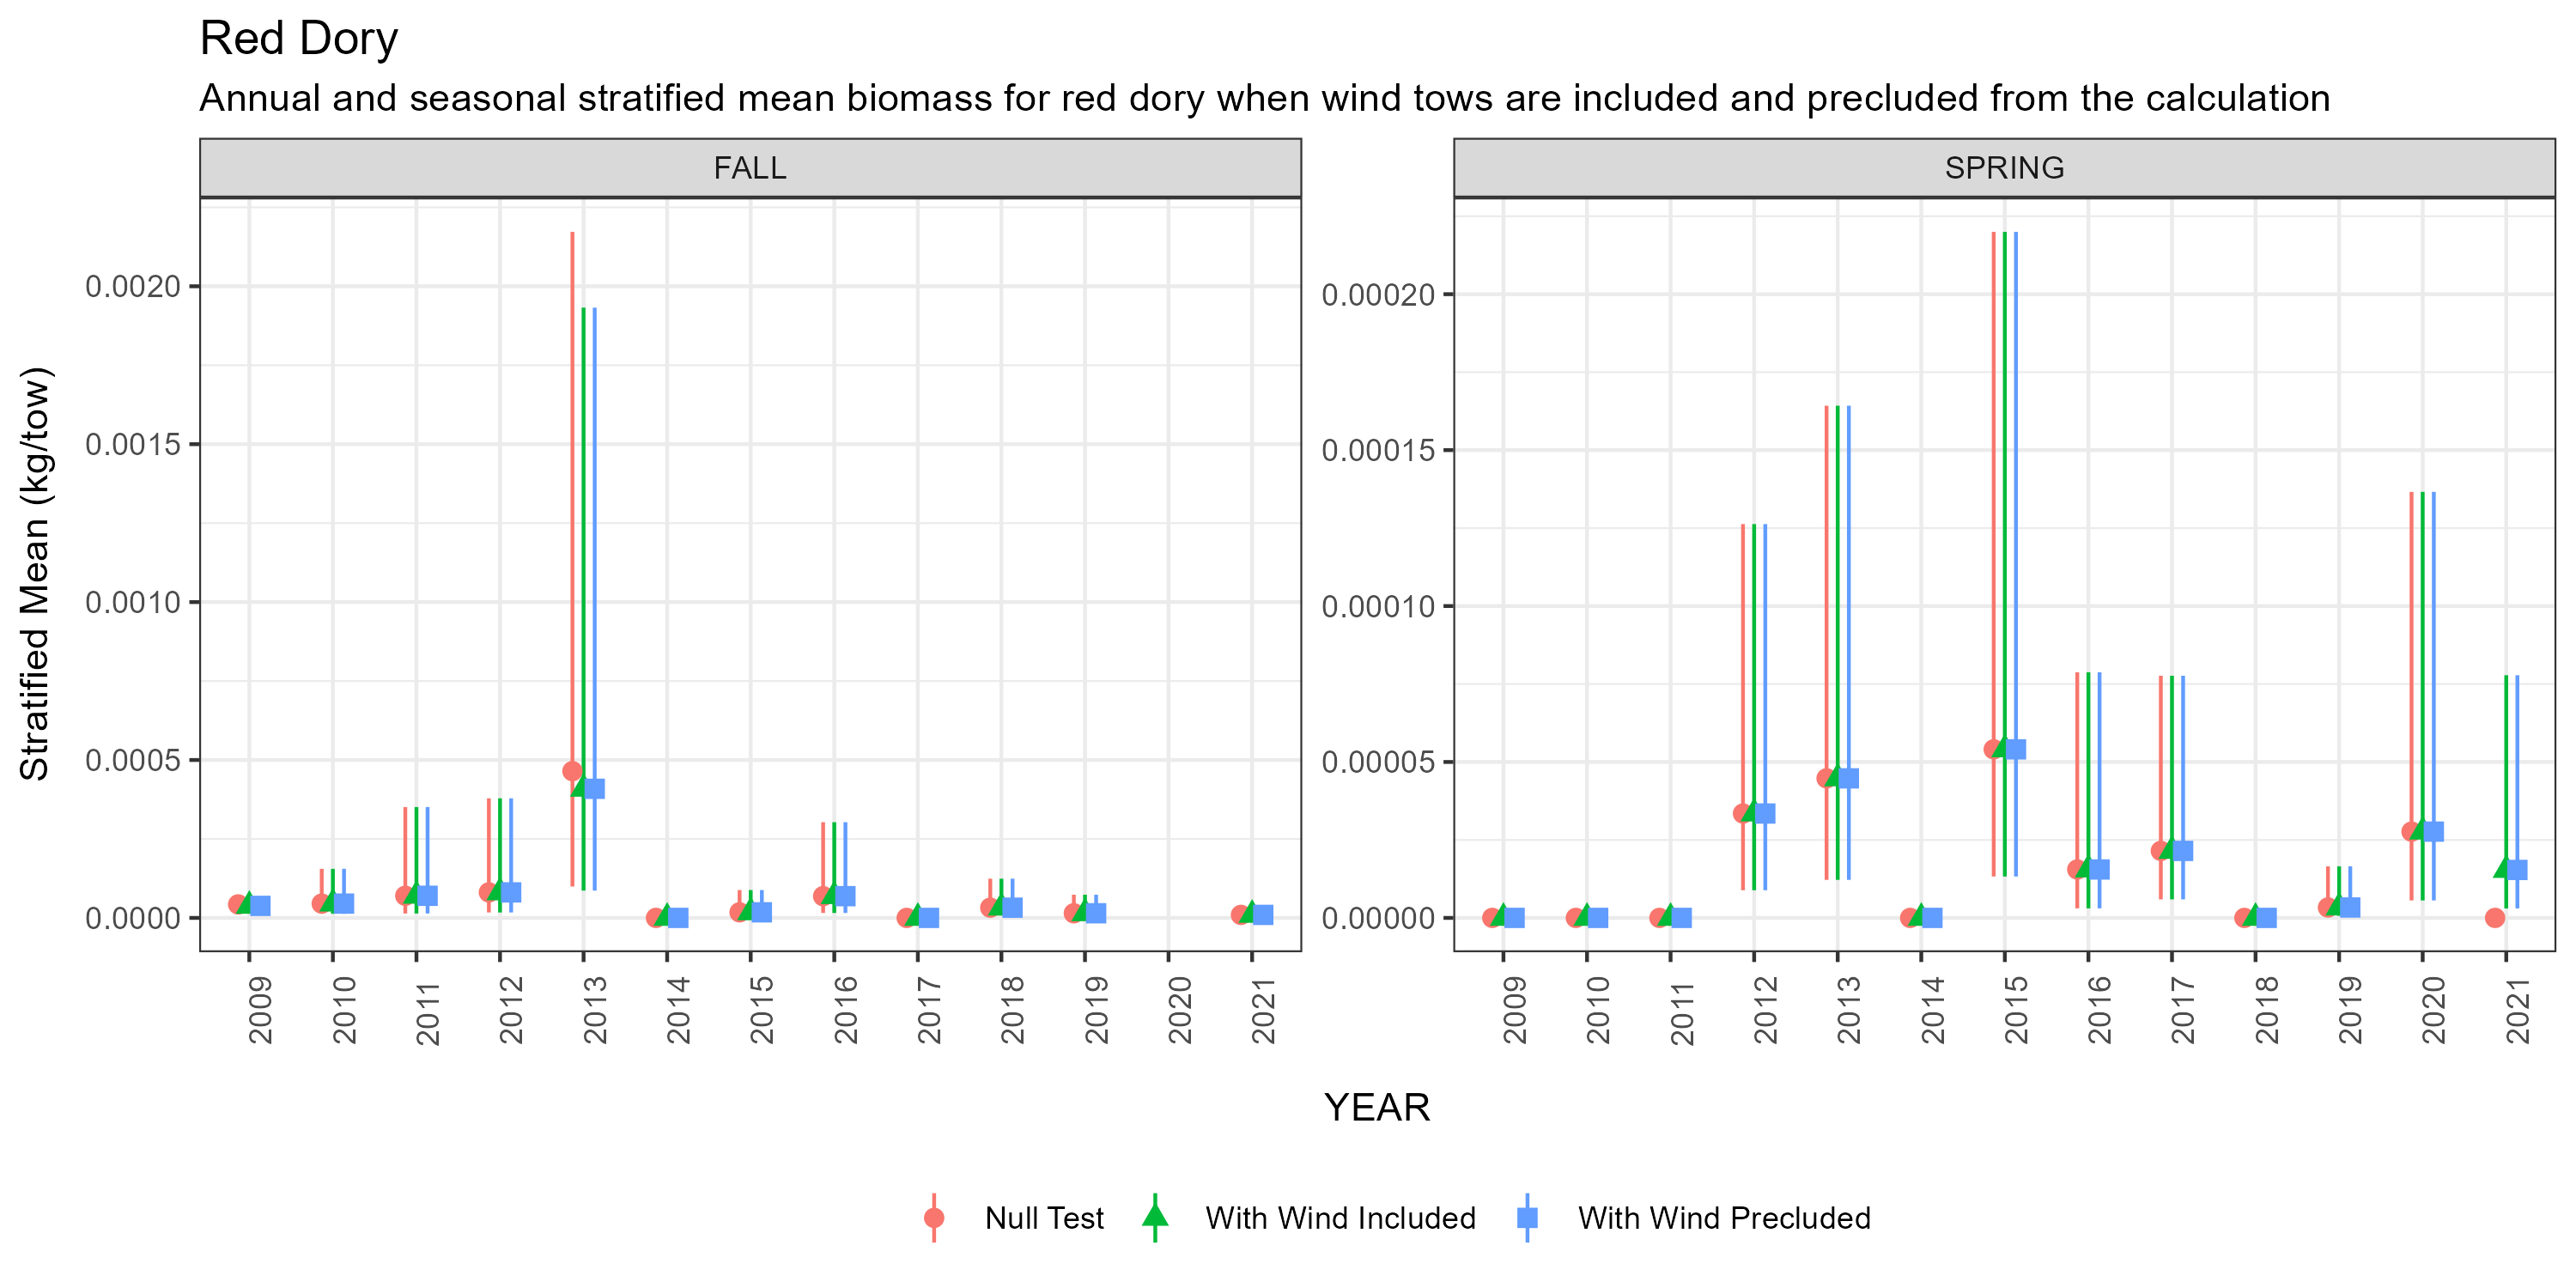 Red Dory
Annual and seasonal stratified mean biomass for red dory when wind tows are included and precluded from the calculation
FALL
SPRING
Stratified Mean (kg/tow)
0.0020
0.0015
0.0010
0.0005
0.0000
0.00020
0.00015
0.00010
0.00005
0.00000
2009 2010 2011 2012 2013 2014 2015 2016 2017 2018 2019 2020 2021
2009 2010 2011 2012 2013 2014 2015 2016 2017 2018 2019 2020 2021
YEAR
Null Test With Wind Included With Wind Precluded